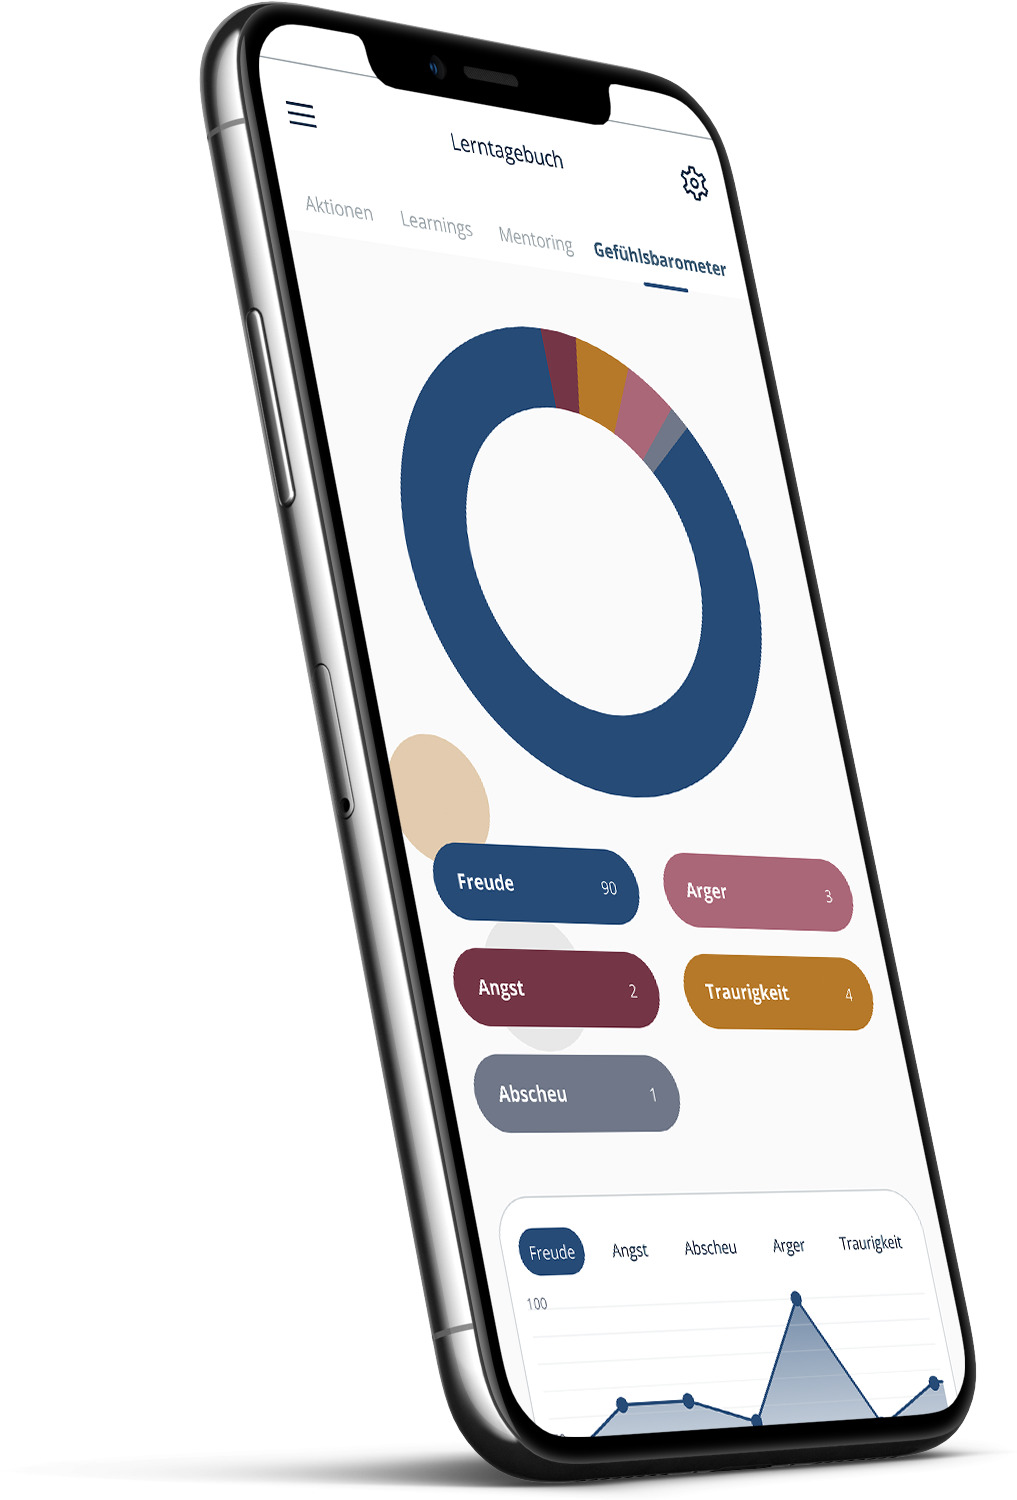 Lerntagebuch
Aktionen Learnings Mentoring Gefühlsbarometer
Freude 90 Arger 3
Angst 2 Traurigkeit 4
Abscheu 1
Freude Angst Abscheu Arger Traurigkeit
100